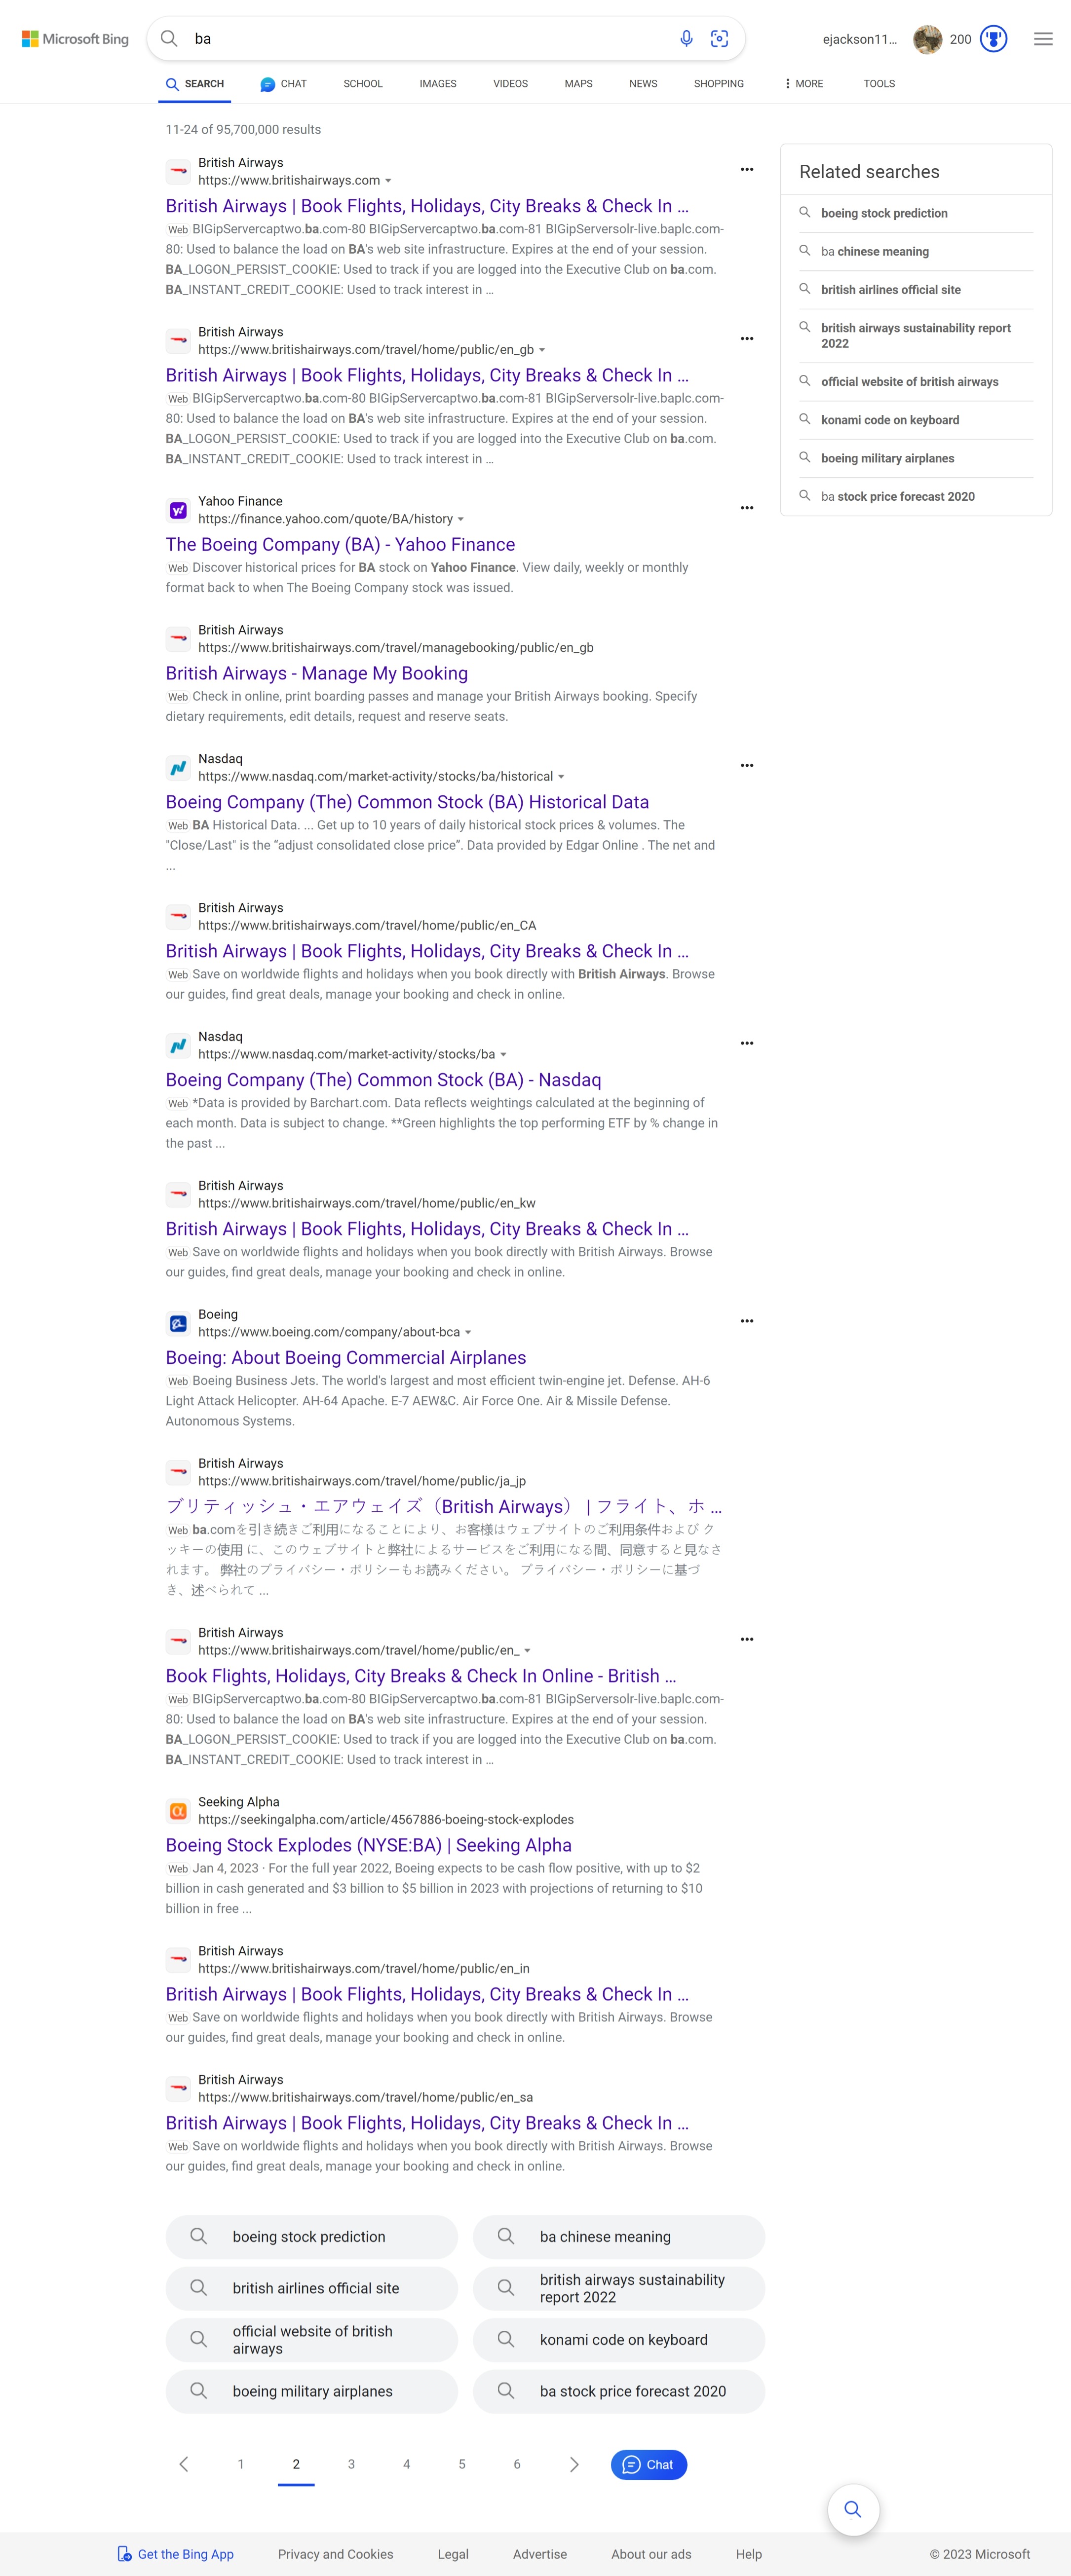 Microsoft Bing
ba
ejackson11...
200
SEARCH
CHAT
SCHOOL
IMAGES
VIDEOS
MAPS
NEWS
SHOPPING
MORE
TOOLS
11-24 of 95,700,000 results
British Airways
https://www.britishairways.com
British Airways | Book Flights, Holidays, City Breaks & Check In ...
Web BIGipServercaptwo.ba.com-80 BIGipServercaptwo.ba.com-81 BIGipServersolr-live.baplc.com-
80: Used to balance the load on BA's web site infrastructure. Expires at the end of your session.
BA_LOGON_PERSIST_COOKIE: Used to track if you are logged into the Executive Club on ba.com.
BA_INSTANT_CREDIT_COOKIE: Used to track interest in ...
British Airways
https://www.britishairways.com/travel/home/public/en_gb
British Airways | Book Flights, Holidays, City Breaks & Check In ...
Web BIGipServercaptwo.ba.com-80 BIGipServercaptwo.ba.com-81 BIGipServersolr-live.baplc.com-
80: Used to balance the load on BA's web site infrastructure. Expires at the end of your session.
BA_LOGON_PERSIST_COOKIE: Used to track if you are logged into the Executive Club on ba.com.
BA_INSTANT_CREDIT_COOKIE: Used to track interest in ...
Yahoo Finance
https://finance.yahoo.com/quote/BA/history
The Boeing Company (BA) - Yahoo Finance
Web Discover historical prices for BA stock on Yahoo Finance. View daily, weekly or monthly
format back to when The Boeing Company stock was issued.
British Airways
https://www.britishairways.com/travel/managebooking/public/en_gb
British Airways - Manage My Booking
Web Check in online, print boarding passes and manage your British Airways booking. Specify
dietary requirements, edit details, request and reserve seats.
Nasdaq
https://www.nasdaq.com/market-activity/stocks/ba/historical
Boeing Company (The) Common Stock (BA) Historical Data
Web BA Historical Data. ... Get up to 10 years of daily historical stock prices & volumes. The
"Close/Last" is the “adjust consolidated close price”. Data provided by Edgar Online . The net and
...
British Airways
https://www.britishairways.com/travel/home/public/en_CA
British Airways | Book Flights, Holidays, City Breaks & Check In ...
Web Save on worldwide flights and holidays when you book directly with British Airways. Browse
our guides, find great deals, manage your booking and check in online.
Nasdaq
https://www.nasdaq.com/market-activity/stocks/ba
Boeing Company (The) Common Stock (BA) - Nasdaq
Web *Data is provided by Barchart.com. Data reflects weightings calculated at the beginning of
each month. Data is subject to change. **Green highlights the top performing ETF by % change in
the past ...
British Airways
https://www.britishairways.com/travel/home/public/en_kw
British Airways | Book Flights, Holidays, City Breaks & Check In ...
Web Save on worldwide flights and holidays when you book directly with British Airways. Browse
our guides, find great deals, manage your booking and check in online.
Boeing
https://www.boeing.com/company/about-bca
Boeing: About Boeing Commercial Airplanes
Web Boeing Business Jets. The world's largest and most efficient twin-engine jet. Defense. AH-6
Light Attack Helicopter. AH-64 Apache. E-7 AEW&C. Air Force One. Air & Missile Defense.
Autonomous Systems.
British Airways
https://www.britishairways.com/travel/home/public/ja_jp
ブリティッシュ・エアウェイズ（British Airways） | フライト、ホ ...
Web ba.comを引き続きご利用になることにより、お客様はウェブサイトのご利用条件および ク
ッキーの使用 に、このウェブサイトと弊社によるサービスをご利用になる間、同意すると見なさ
れます。 弊社のプライバシー・ポリシーもお読みください。 プライバシー・ポリシーに基づ
き、述べられて ...
British Airways
https://www.britishairways.com/travel/home/public/en_
Book Flights, Holidays, City Breaks & Check In Online - British ...
Web BIGipServercaptwo.ba.com-80 BIGipServercaptwo.ba.com-81 BIGipServersolr-live.baplc.com-
80: Used to balance the load on BA's web site infrastructure. Expires at the end of your session.
BA_LOGON_PERSIST_COOKIE: Used to track if you are logged into the Executive Club on ba.com.
BA_INSTANT_CREDIT_COOKIE: Used to track interest in ...
Seeking Alpha
https://seekingalpha.com/article/4567886-boeing-stock-explodes
Boeing Stock Explodes (NYSE:BA) | Seeking Alpha
Web Jan 4, 2023 · For the full year 2022, Boeing expects to be cash flow positive, with up to $2
billion in cash generated and $3 billion to $5 billion in 2023 with projections of returning to $10
billion in free ...
British Airways
https://www.britishairways.com/travel/home/public/en_in
British Airways | Book Flights, Holidays, City Breaks & Check In ...
Web Save on worldwide flights and holidays when you book directly with British Airways. Browse
our guides, find great deals, manage your booking and check in online.
British Airways
https://www.britishairways.com/travel/home/public/en_sa
British Airways | Book Flights, Holidays, City Breaks & Check In ...
Web Save on worldwide flights and holidays when you book directly with British Airways. Browse
our guides, find great deals, manage your booking and check in online.
Related searches
boeing stock prediction
ba chinese meaning
british airlines official site
british airways sustainability report
2022
official website of british airways
konami code on keyboard
boeing military airplanes
ba stock price forecast 2020
boeing stock prediction
ba chinese meaning
british airlines official site
british airways sustainability
report 2022
official website of british
airways
konami code on keyboard
boeing military airplanes
ba stock price forecast 2020
1 2 3 4 5 6
Chat
Get the Bing App
Privacy and Cookies
Legal
Advertise
About our ads
Help
© 2023 Microsoft